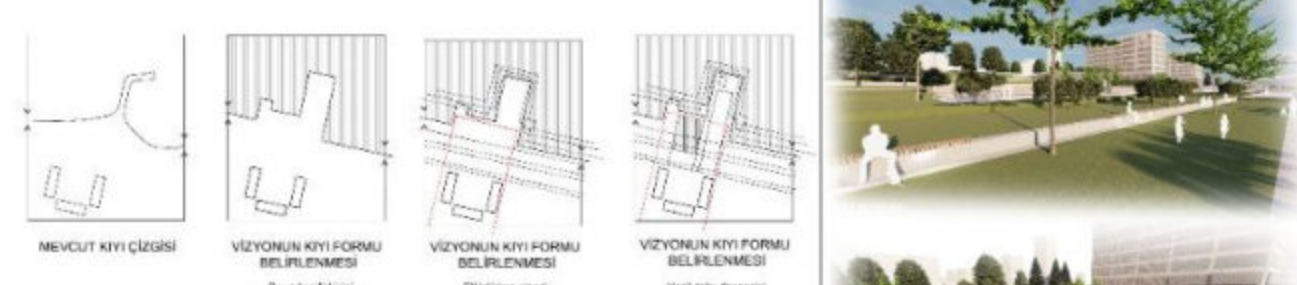 MEVCUT KIYI ÇİZGİSİ
VİZYONUN KIYI FORMU
BELİRLENMESİ
VİZYONUN KIYI FORMU
BELİRLENMESİ
VİZYONUN KIYI FORMU
BELİRLENMESİ